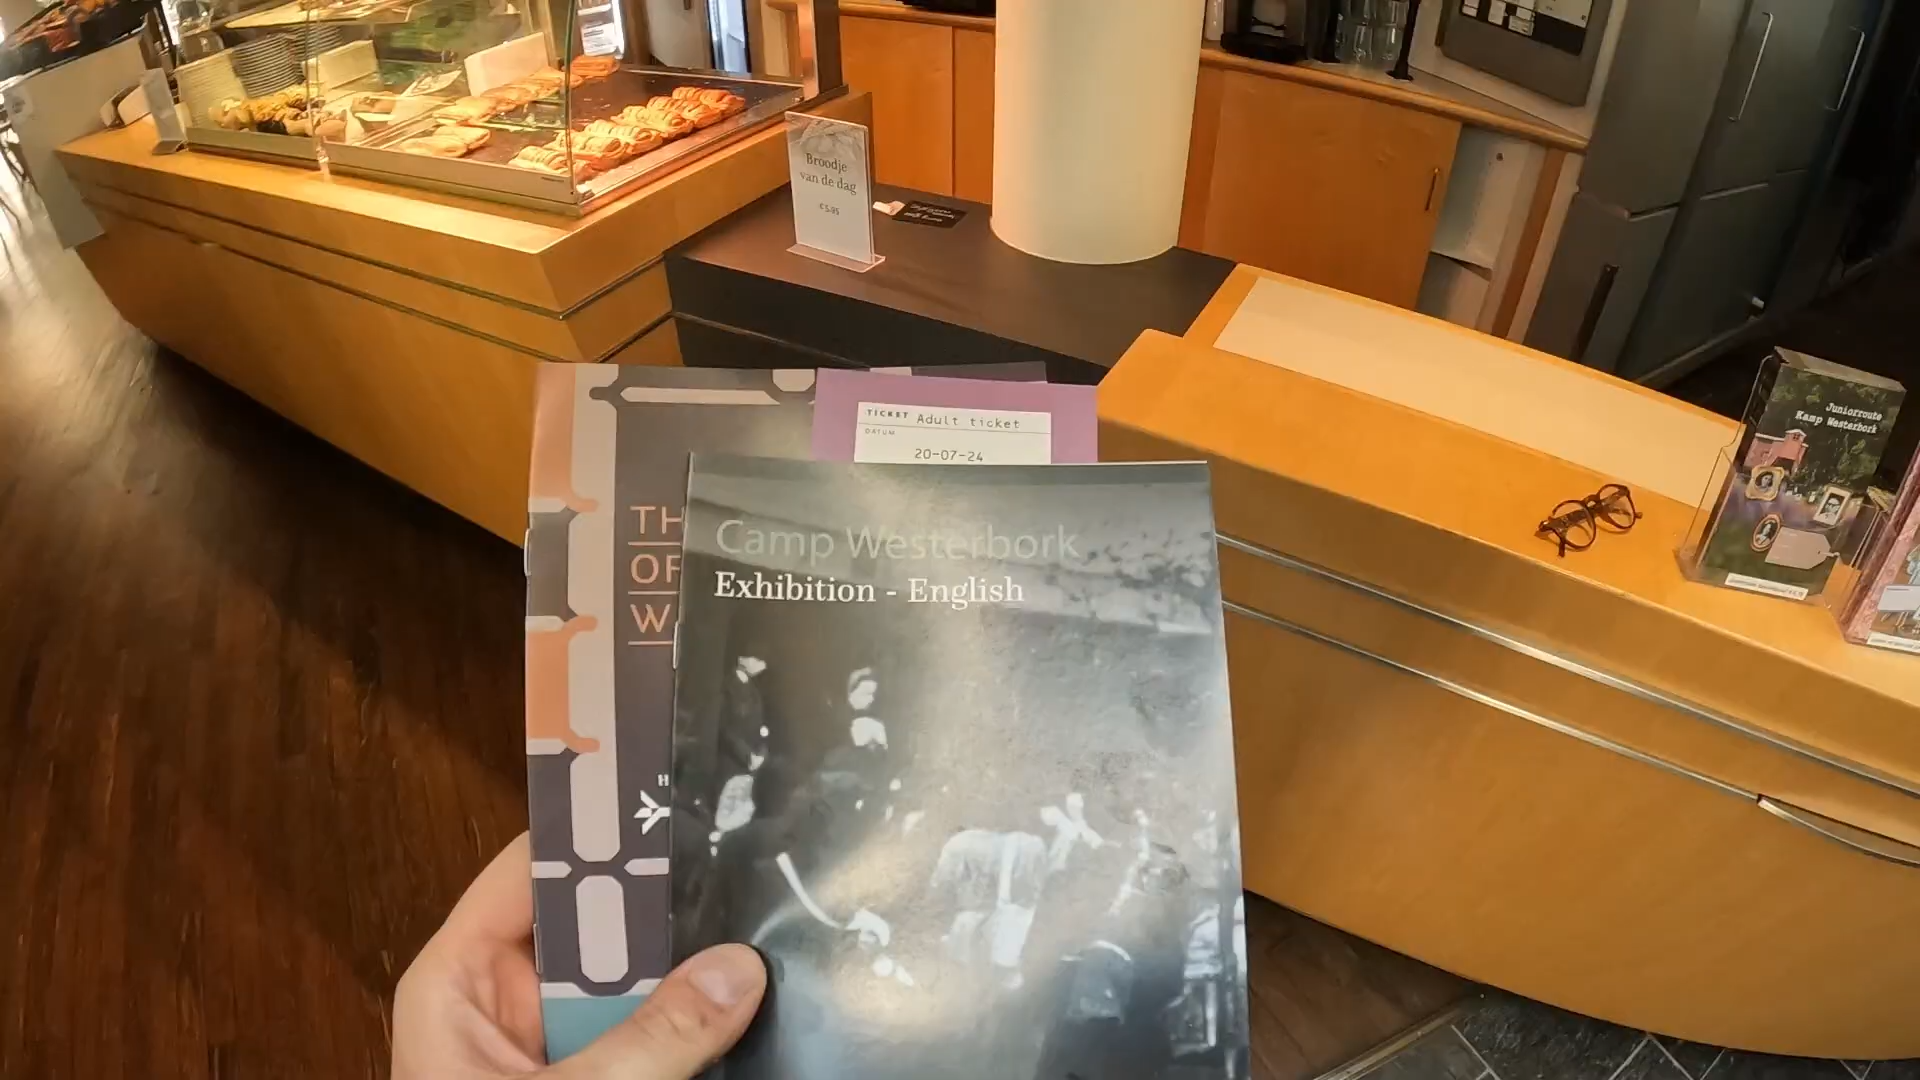 Broodje
van de dag
€5,95
TICKET Adult ticket
DATUM
20-07-24
TH
OF
W
H
Camp Westerbork
Exhibition - English
Juniorroute
Kamp Westerbork